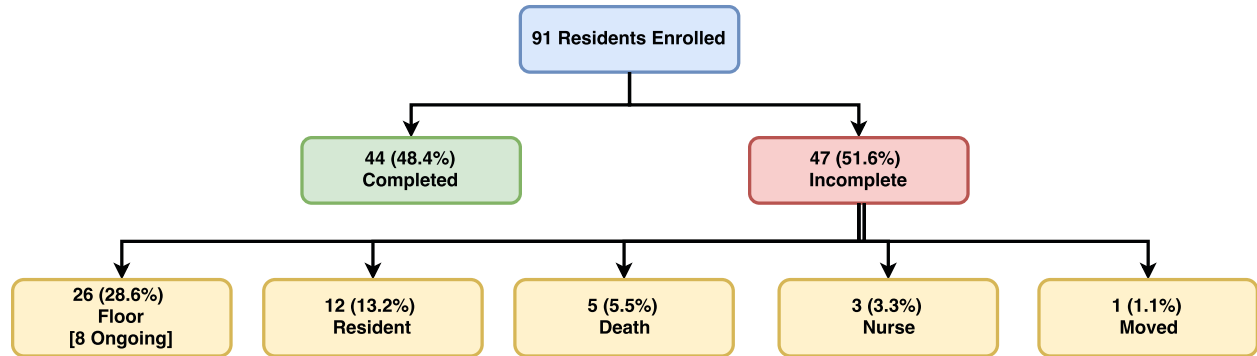 91 Residents Enrolled
44 (48.4%)
Completed
47 (51.6%)
Incomplete
26 (28.6%)
Floor
[8 Ongoing]
12 (13.2%)
Resident
5 (5.5%)
Death
3 (3.3%)
Nurse
1 (1.1%)
Moved